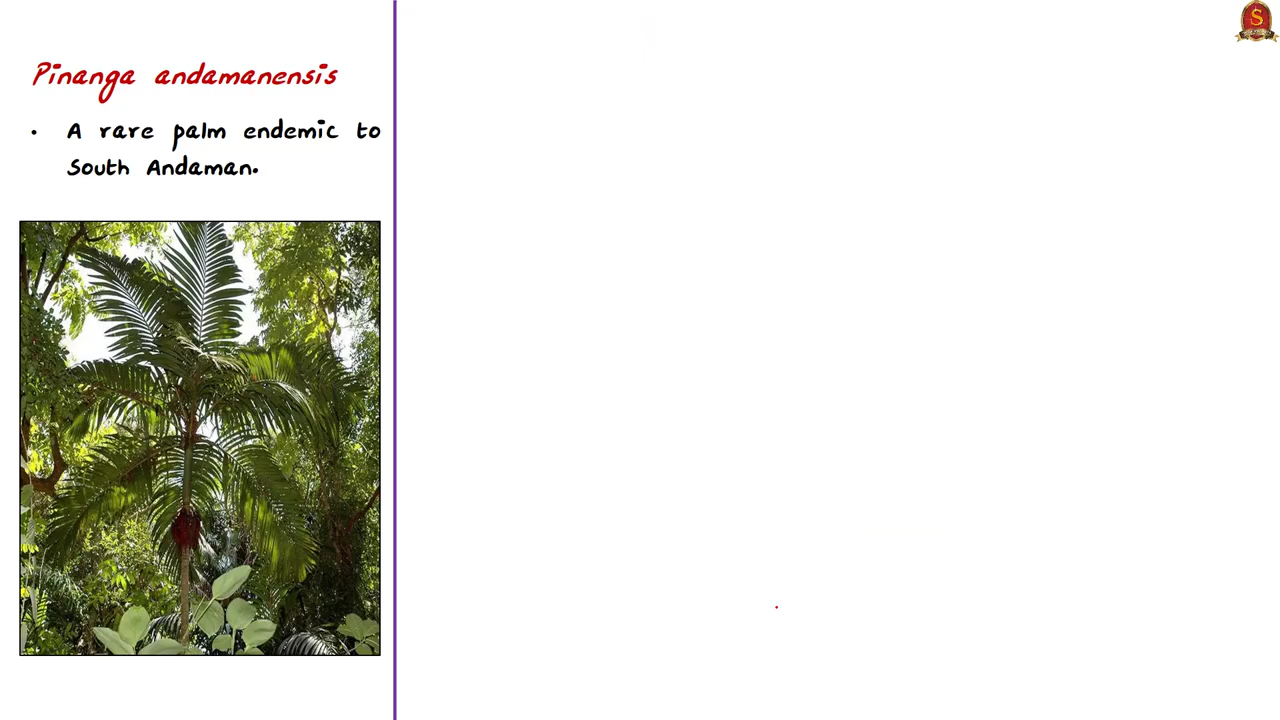 Pinanga andamanensis
• A rare palm endemic to
South Andaman.
S